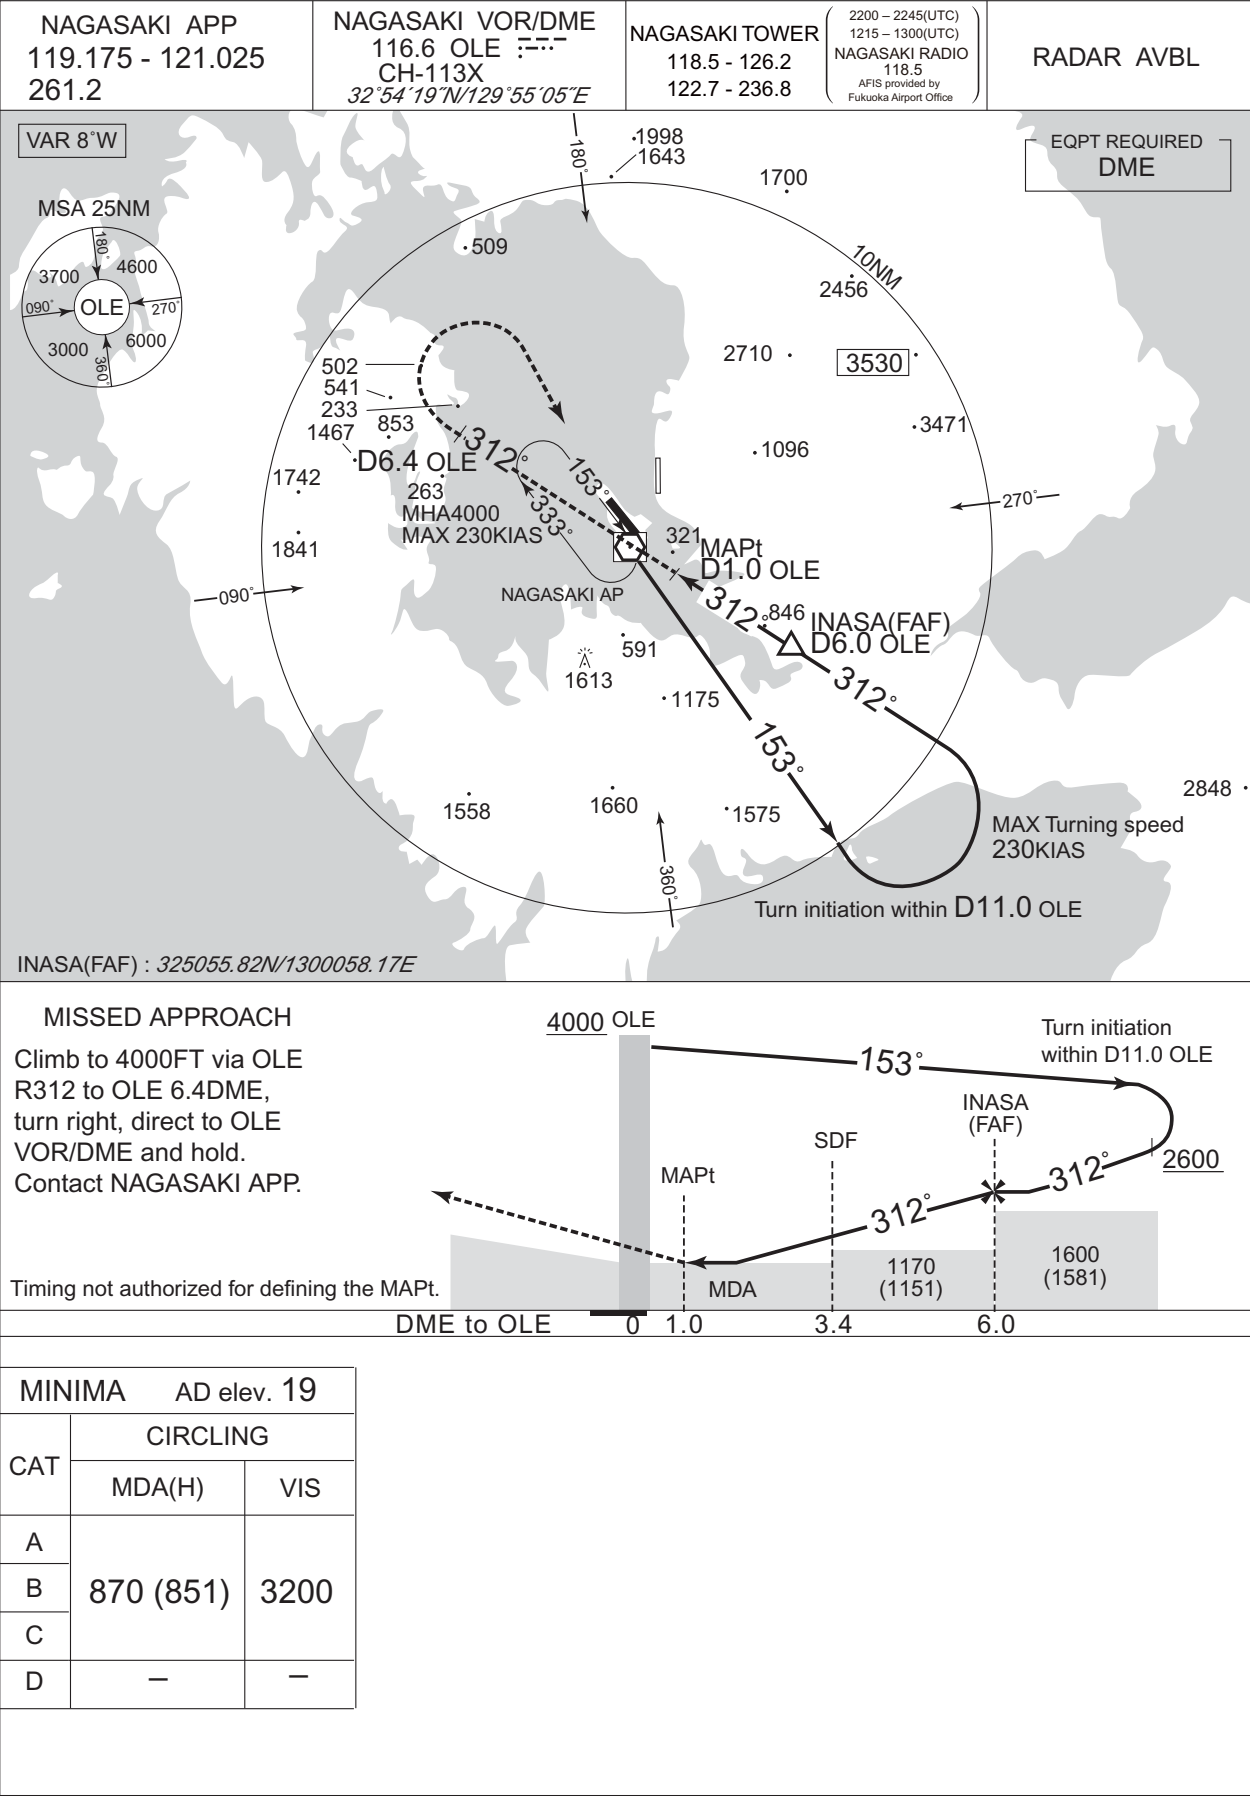 NAGASAKI APP
119.175 - 121.025
261.2
NAGASAKI VOR/DME
116.6 OLE
CH-113X
32°54´19˝N/129°55´05˝E
NAGASAKI TOWER
118.5 - 126.2
122.7 - 236.8
2200 – 2245(UTC)
1215 – 1300(UTC)
NAGASAKI RADIO
118.5
AFIS provided by
Fukuoka Airport Office
RADAR AVBL
VAR 8°W
EQPT REQUIRED
DME
MSA 25NM
180°
3700
4600
090°
OLE
270°
3000
6000
360°
180°
1998
1643
1700
509
10NM
2456
2710
3530
502
541
233
853
1467
3471
312°
D6.4 OLE
153°
1096
1742
263
MHA4000
MAX 230KIAS
333°
270°
1841
321
MAPt
D1.0 OLE
090°
NAGASAKI AP
312°
846
INASA(FAF)
D6.0 OLE
591
1613
312°
1175
153°
2848
1558
1660
1575
MAX Turning speed
230KIAS
360°
Turn initiation within D11.0 OLE
INASA(FAF) : 325055.82N/1300058.17E
MISSED APPROACH
Climb to 4000FT via OLE
R312 to OLE 6.4DME,
turn right, direct to OLE
VOR/DME and hold.
Contact NAGASAKI APP.
Timing not authorized for defining the MAPt.
4000 OLE
153°
Turn initiation
within D11.0 OLE
INASA
(FAF)
SDF
MAPt
2600
312°
312°
MDA
1170
(1151)
1600
(1581)
DME to OLE 0 1.0 3.4 6.0
MINIMA AD elev. 19
CAT
CIRCLING
MDA(H) VIS
A
B 870 (851) 3200
C
D – –